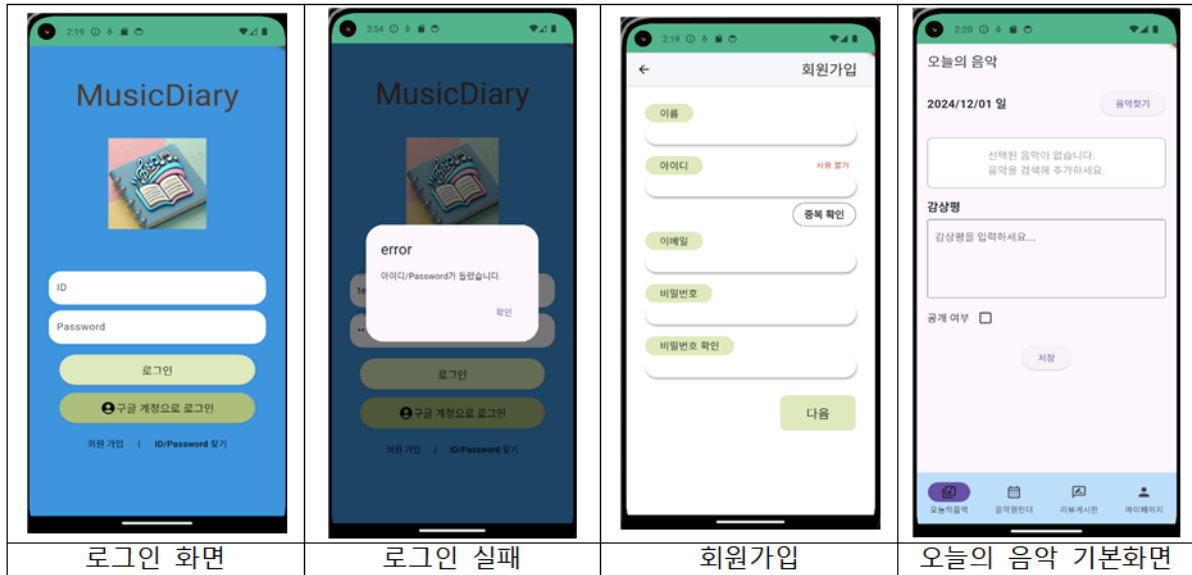 2:19
MusicDiary
ID
Password
로그인
구글 계정으로 로그인
회원 가입 | ID/Password 찾기
로그인 화면
3:54
MusicDiary
error
아이디/Password가 틀렸습니다.
확인
te
로그인
구글 계정으로 로그인
회원 가입 | ID/Password 찾기
로그인 실패
2:19
회원가입
이름
아이디 사용 불가
중복 확인
이메일
비밀번호
비밀번호 확인
다음
회원가입
2:20
오늘의 음악
2024/12/01 일 음악찾기
선택된 음악이 없습니다.
음악을 검색해 추가하세요.
감상평
감상평을 입력하세요...
공개 여부
저장
오늘의음악 음악캘린더 리뷰게시판 마이페이지
오늘의 음악 기본화면